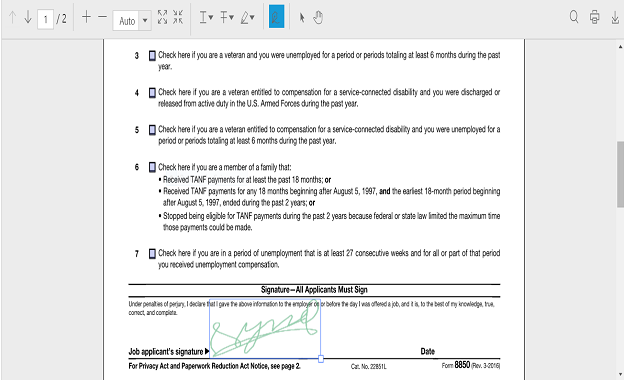 1 / 2 Auto
3 Check here if you are a veteran and you were unemployed for a period or periods totaling at least 6 months during the past
year.
4 Check here if you are a veteran entitled to compensation for a service-connected disability and you were discharged or
released from active duty in the U.S. Armed Forces during the past year.
5 Check here if you are a veteran entitled to compensation for a service-connected disability and you were unemployed for a
period or periods totaling at least 6 months during the past year.
6 Check here if you are a member of a family that:
• Received TANF payments for at least the past 18 months; or
• Received TANF payments for any 18 months beginning after August 5, 1997, and the earliest 18-month period beginning
after August 5, 1997, ended during the past 2 years; or
• Stopped being eligible for TANF payments during the past 2 years because federal or state law limited the maximum time
those payments could be made.
7 Check here if you are in a period of unemployment that is at least 27 consecutive weeks and for all or part of that period
you received unemployment compensation.
Signature—All Applicants Must Sign
Under penalties of perjury, I declare that I gave the above information to the employer on or before the day I was offered a job, and it is, to the best of my knowledge, true,
correct, and complete.
Job applicant's signature ▶ Date
For Privacy Act and Paperwork Reduction Act Notice, see page 2. Cat. No. 22851L Form 8850 (Rev. 3-2016)